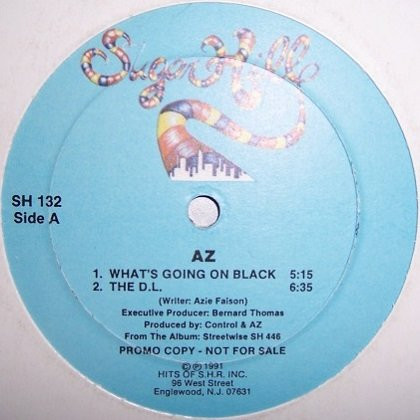 Sugar Hill
SH 132
Side A
AZ
1. WHAT'S GOING ON BLACK 5:15
2. THE D.L. 6:35
(Writer: Azie Faison)
Executive Producer: Bernard Thomas
Produced by: Control & AZ
From The Album: Streetwise SH 446
PROMO COPY - NOT FOR SALE
©℗1991
HITS OF S.H.R. INC.
96 West Street
Englewood, N.J. 07631